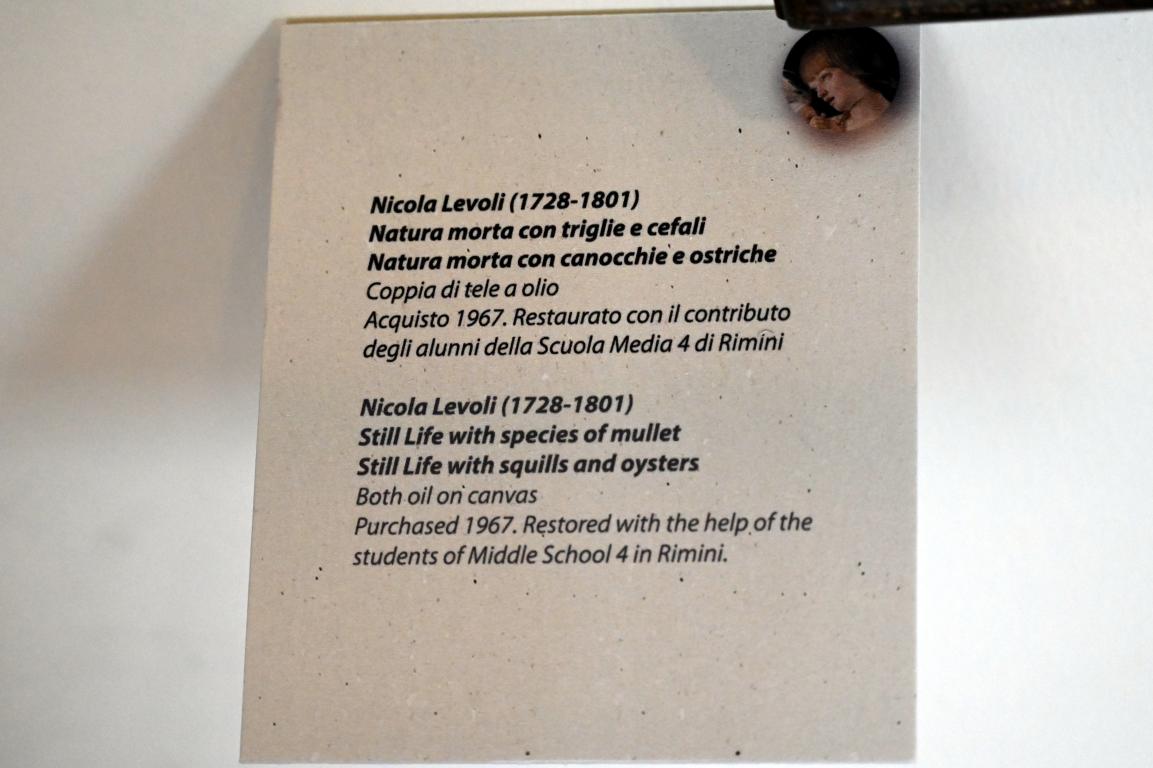 Nicola Levoli (1728-1801)
Natura morta con triglie e cefali
Natura morta con canocchie e ostriche
Coppia di tele a olio
Acquisto 1967. Restaurato con il contributo
degli alunni della Scuola Media 4 di Rimini
Nicola Levoli (1728-1801)
Still Life with species of mullet
Still Life with squills and oysters
Both oil on canvas
Purchased 1967. Restored with the help of the
students of Middle School 4 in Rimini.